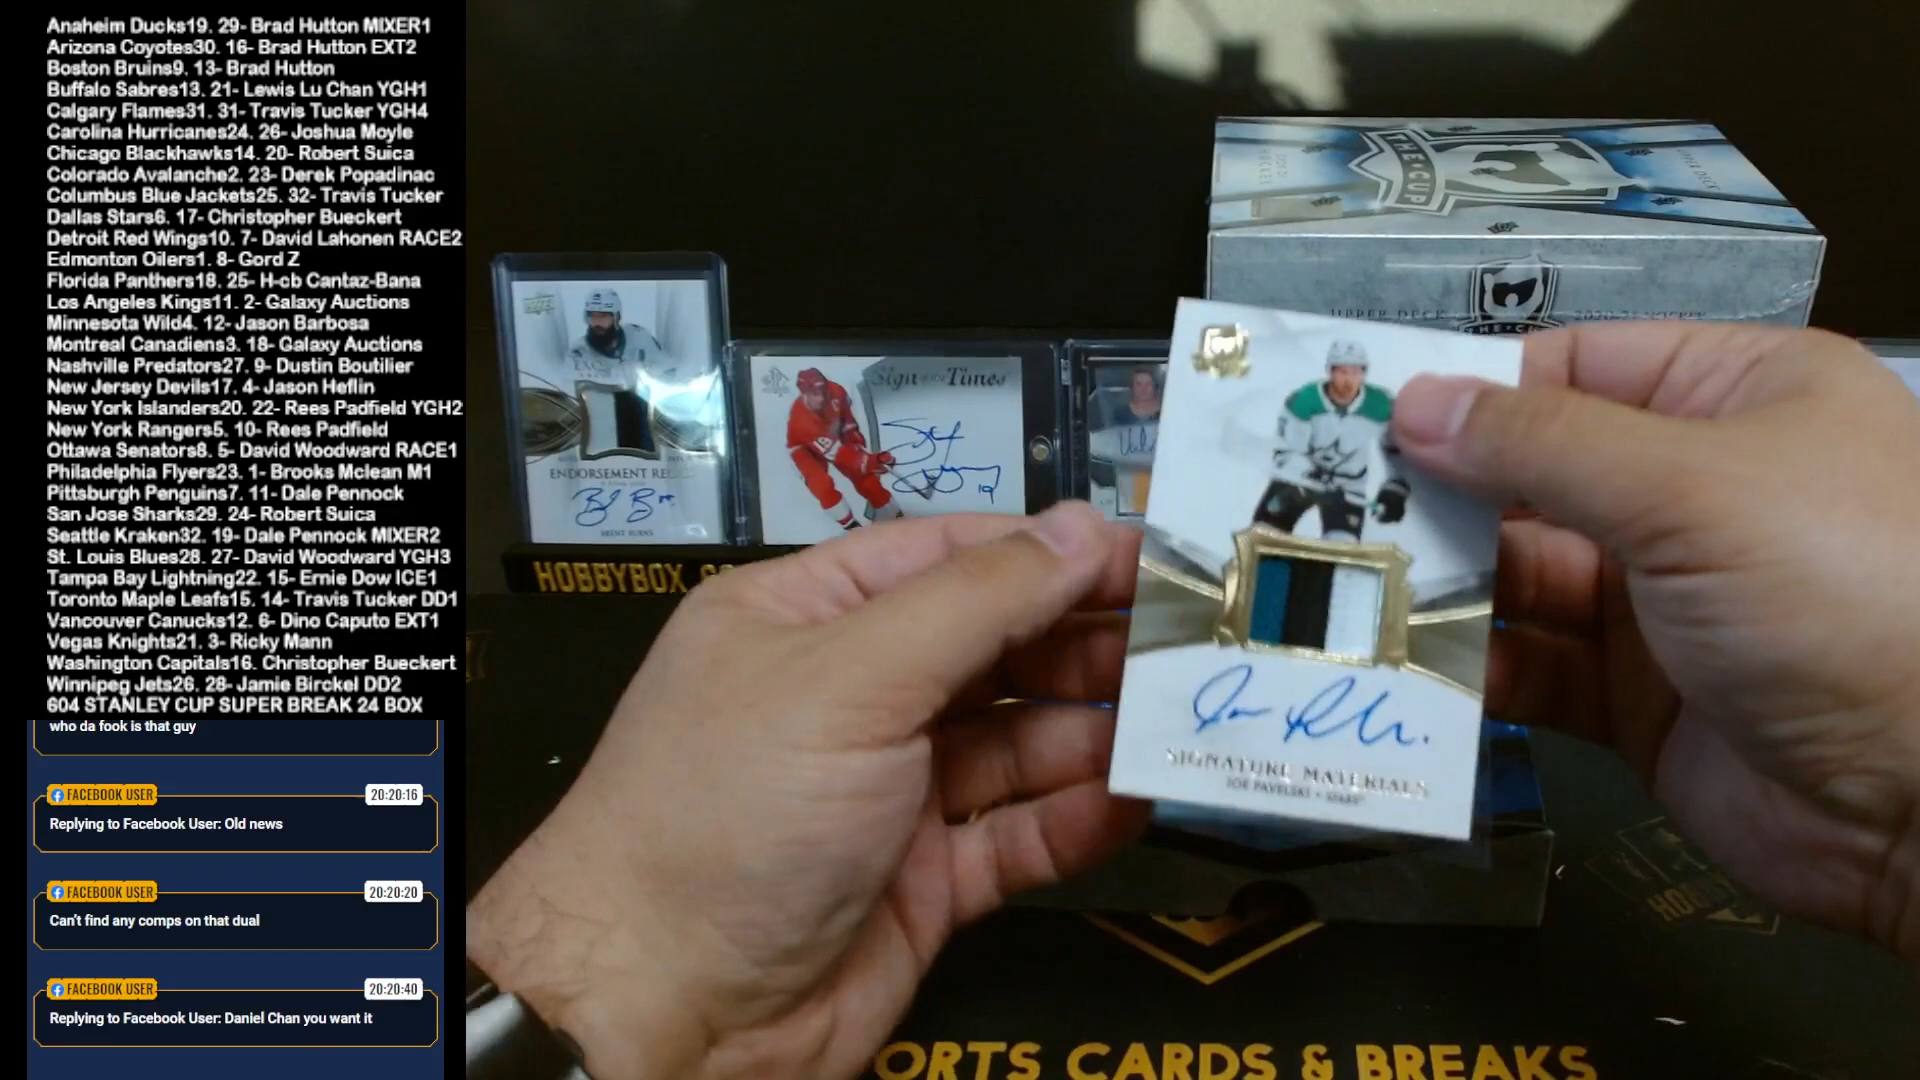 Anaheim Ducks19. 29- Brad Hutton MIXER1
Arizona Coyotes30. 16- Brad Hutton EXT2
Boston Bruins9. 13- Brad Hutton
Buffalo Sabres13. 21- Lewis Lu Chan YGH1
Calgary Flames31. 31- Travis Tucker YGH4
Carolina Hurricanes24. 26- Joshua Moyle
Chicago Blackhawks14. 20- Robert Suica
Colorado Avalanche2. 23- Derek Popadinac
Columbus Blue Jackets25. 32- Travis Tucker
Dallas Stars6. 17- Christopher Bueckert
Detroit Red Wings10. 7- David Lahonen RACE2
Edmonton Oilers1. 8- Gord Z
Florida Panthers18. 25- H-cb Cantaz-Bana
Los Angeles Kings11. 2- Galaxy Auctions
Minnesota Wild4. 12- Jason Barbosa
Montreal Canadiens3. 18- Galaxy Auctions
Nashville Predators27. 9- Dustin Boutilier
New Jersey Devils17. 4- Jason Heflin
New York Islanders20. 22- Rees Padfield YGH2
New York Rangers5. 10- Rees Padfield
Ottawa Senators8. 5- David Woodward RACE1
Philadelphia Flyers23. 1- Brooks Mclean M1
Pittsburgh Penguins7. 11- Dale Pennock
San Jose Sharks29. 24- Robert Suica
Seattle Kraken32. 19- Dale Pennock MIXER2
St. Louis Blues28. 27- David Woodward YGH3
Tampa Bay Lightning22. 15- Ernie Dow ICE1
Toronto Maple Leafs15. 14- Travis Tucker DD1
Vancouver Canucks12. 6- Dino Caputo EXT1
Vegas Knights21. 3- Ricky Mann
Washington Capitals16. Christopher Bueckert
Winnipeg Jets26. 28- Jamie Birckel DD2
604 STANLEY CUP SUPER BREAK 24 BOX
who da fook is that guy
FACEBOOK USER 20:20:16
Replying to Facebook User: Old news
FACEBOOK USER 20:20:20
Can't find any comps on that dual
FACEBOOK USER 20:20:40
Replying to Facebook User: Daniel Chan you want it
THE CUP
UPPER DECK
THE CUP
ENDORSEMENT
BRENT BURNS
Sign of the Times
19
HOBBYBOX
SIGNATURE MATERIALS
JOE PAVELSKI • STARS
ORTS CARDS & BREAKS